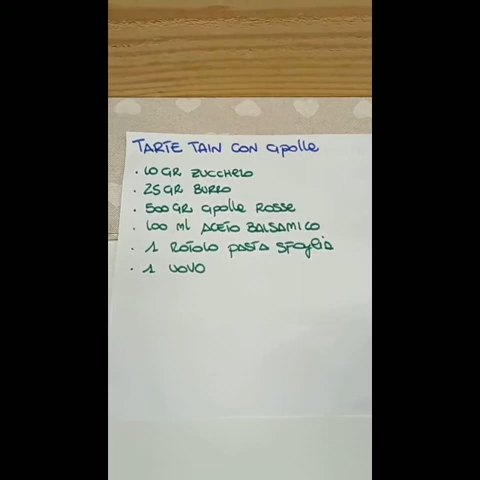 TARTE TAIN CON CIPOLLE
· 60 GR ZUCCHERO
· 25 GR BURRO
· 500 GR CIPOLLE ROSSE
· 100 ml ACETO BALSAMICO
· 1 ROTOLO PASTA SFOGLIA
· 1 UOVO